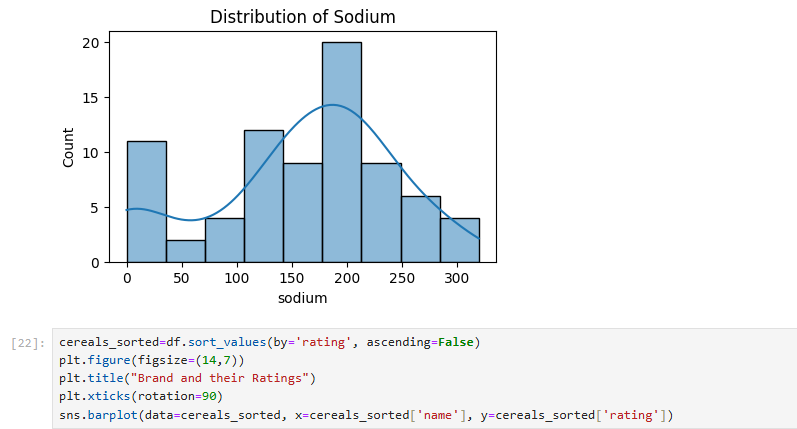 Distribution of Sodium
20
15
10
5
0
Count
0 50 100 150 200 250 300
sodium
[22]:
cereals_sorted=df.sort_values(by='rating', ascending=False)
plt.figure(figsize=(14,7))
plt.title("Brand and their Ratings")
plt.xticks(rotation=90)
sns.barplot(data=cereals_sorted, x=cereals_sorted['name'], y=cereals_sorted['rating'])